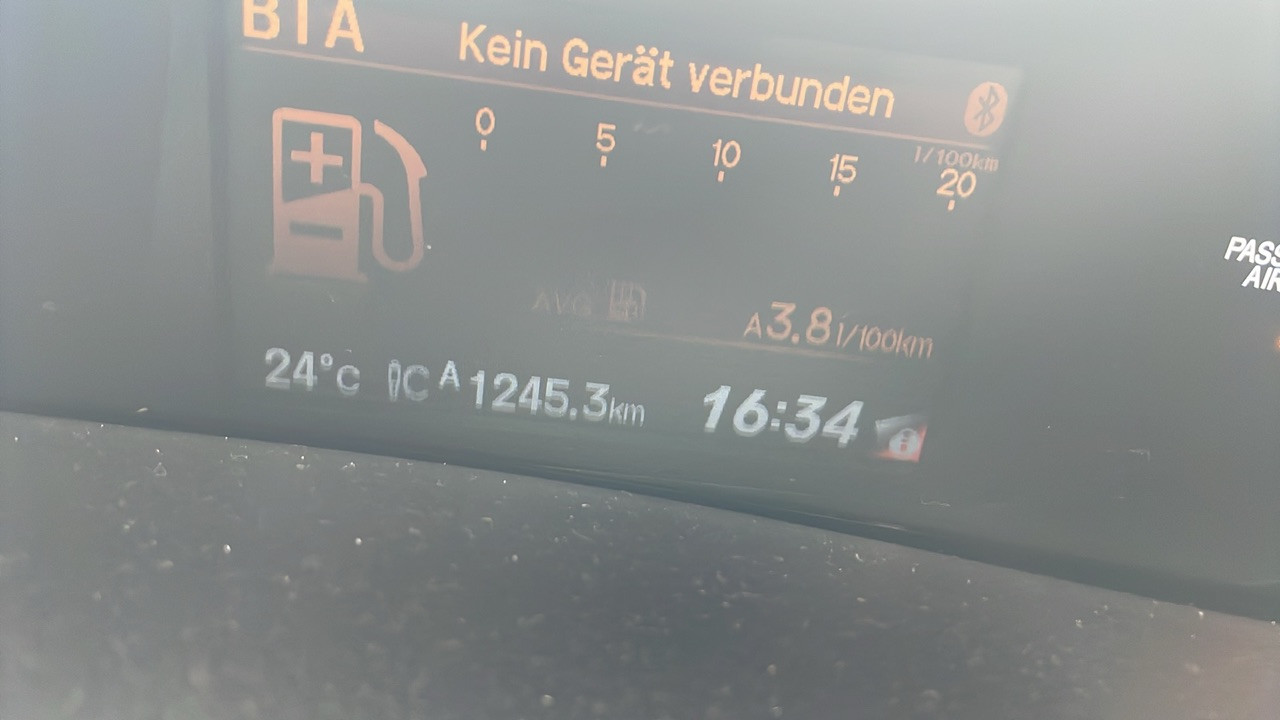 BTA Kein Gerät verbunden
0 5 10 15 20
l/100km
AVG
A 3.8 l/100km
24°C A 1245.3 km 16:34
PASS
AIR